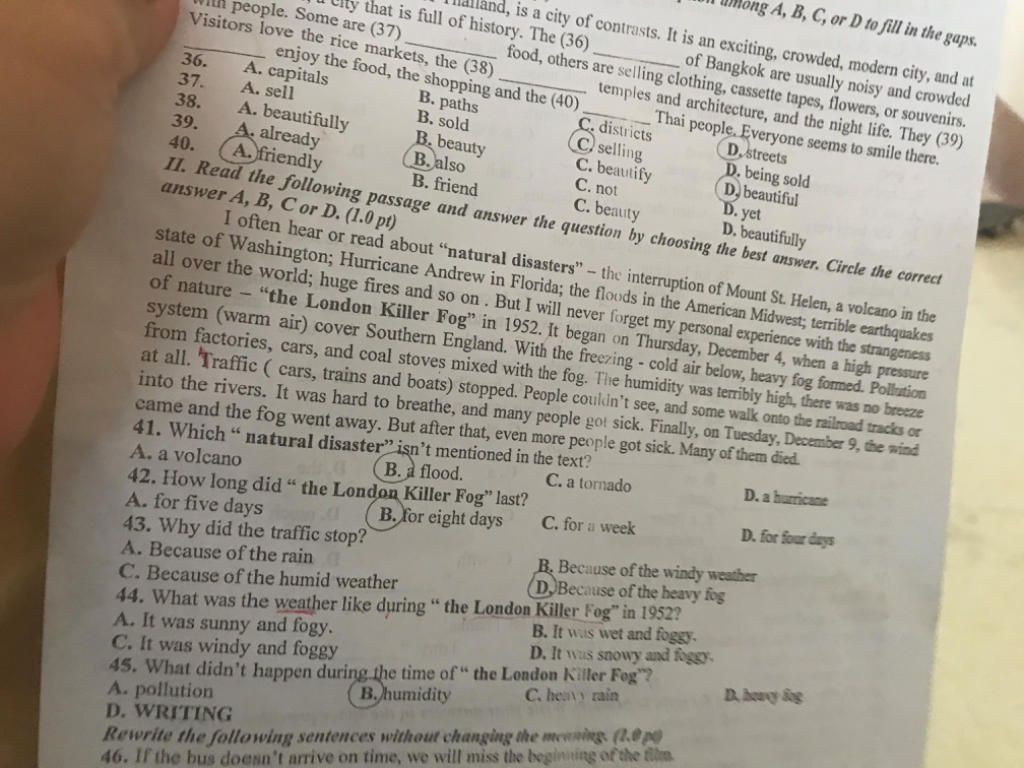 among A, B, C, or D to fill in the gaps.
Thailand, is a city of contrasts. It is an exciting, crowded, modern city, and at
city that is full of history. The (36) ________ of Bangkok are usually noisy and crowded
with people. Some are (37) ________ food, others are selling clothing, cassette tapes, flowers, or souvenirs.
Visitors love the rice markets, the (38) ________ temples and architecture, and the night life. They (39)
________ enjoy the food, the shopping and the (40) ________ Thai people. Everyone seems to smile there.
36. A. capitals B. paths C. districts D. streets
37. A. sell B. sold C. selling D. being sold
38. A. beautifully B. beauty C. beautify D. beautiful
39. A. already B. also C. not D. yet
40. A. friendly B. friend C. beauty D. beautifully
II. Read the following passage and answer the question by choosing the best answer. Circle the correct
answer A, B, C or D. (1.0 pt)
I often hear or read about “natural disasters” – the interruption of Mount St. Helen, a volcano in the
state of Washington; Hurricane Andrew in Florida; the floods in the American Midwest; terrible earthquakes
all over the world; huge fires and so on . But I will never forget my personal experience with the strangeness
of nature – “the London Killer Fog” in 1952. It began on Thursday, December 4, when a high pressure
system (warm air) cover Southern England. With the freezing - cold air below, heavy fog formed. Pollution
from factories, cars, and coal stoves mixed with the fog. The humidity was terribly high, there was no breeze
at all. Traffic ( cars, trains and boats) stopped. People couldn’t see, and some walk onto the railroad tracks or
into the rivers. It was hard to breathe, and many people got sick. Finally, on Tuesday, December 9, the wind
came and the fog went away. But after that, even more people got sick. Many of them died.
41. Which “ natural disaster” isn’t mentioned in the text?
A. a volcano B. a flood. C. a tornado D. a hurricane
42. How long did “ the London Killer Fog” last?
A. for five days B. for eight days C. for a week D. for four days
43. Why did the traffic stop?
A. Because of the rain B. Because of the windy weather
C. Because of the humid weather D. Because of the heavy fog
44. What was the weather like during “ the London Killer Fog” in 1952?
A. It was sunny and fogy. B. It was wet and foggy.
C. It was windy and foggy D. It was snowy and foggy.
45. What didn’t happen during the time of “ the London Killer Fog”?
A. pollution B. humidity C. heavy rain D. heavy fog
D. WRITING
Rewrite the following sentences without changing the meaning. (1.0 pt)
46. If the bus doesn’t arrive on time, we will miss the beginning of the film.